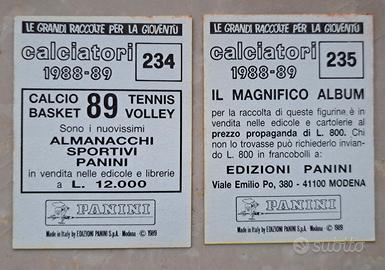 LE GRANDI RACCOLTE PER LA GIOVENTÙ
calciatori
1988-89
234
CALCIO 89 TENNIS
BASKET VOLLEY
Sono i nuovissimi
ALMANACCHI
SPORTIVI
PANINI
in vendita nelle edicole e librerie
a L. 12.000
PANINI
Made in Italy by EDIZIONI PANINI S.p.A. Modena - © 1989
LE GRANDI RACCOLTE PER LA GIOVENTÙ
calciatori
1988-89
235
IL MAGNIFICO ALBUM
per la raccolta di queste figurine è in
vendita nelle edicole e cartolerie al
prezzo propaganda di L. 800. Chi
non lo trovasse può richiederlo inviando
L. 800 in francobolli a:
EDIZIONI PANINI
Viale Emilio Po, 380 - 41100 MODENA
PANINI
Made in Italy by EDIZIONI PANINI S.p.A. Modena - © 1989
subito